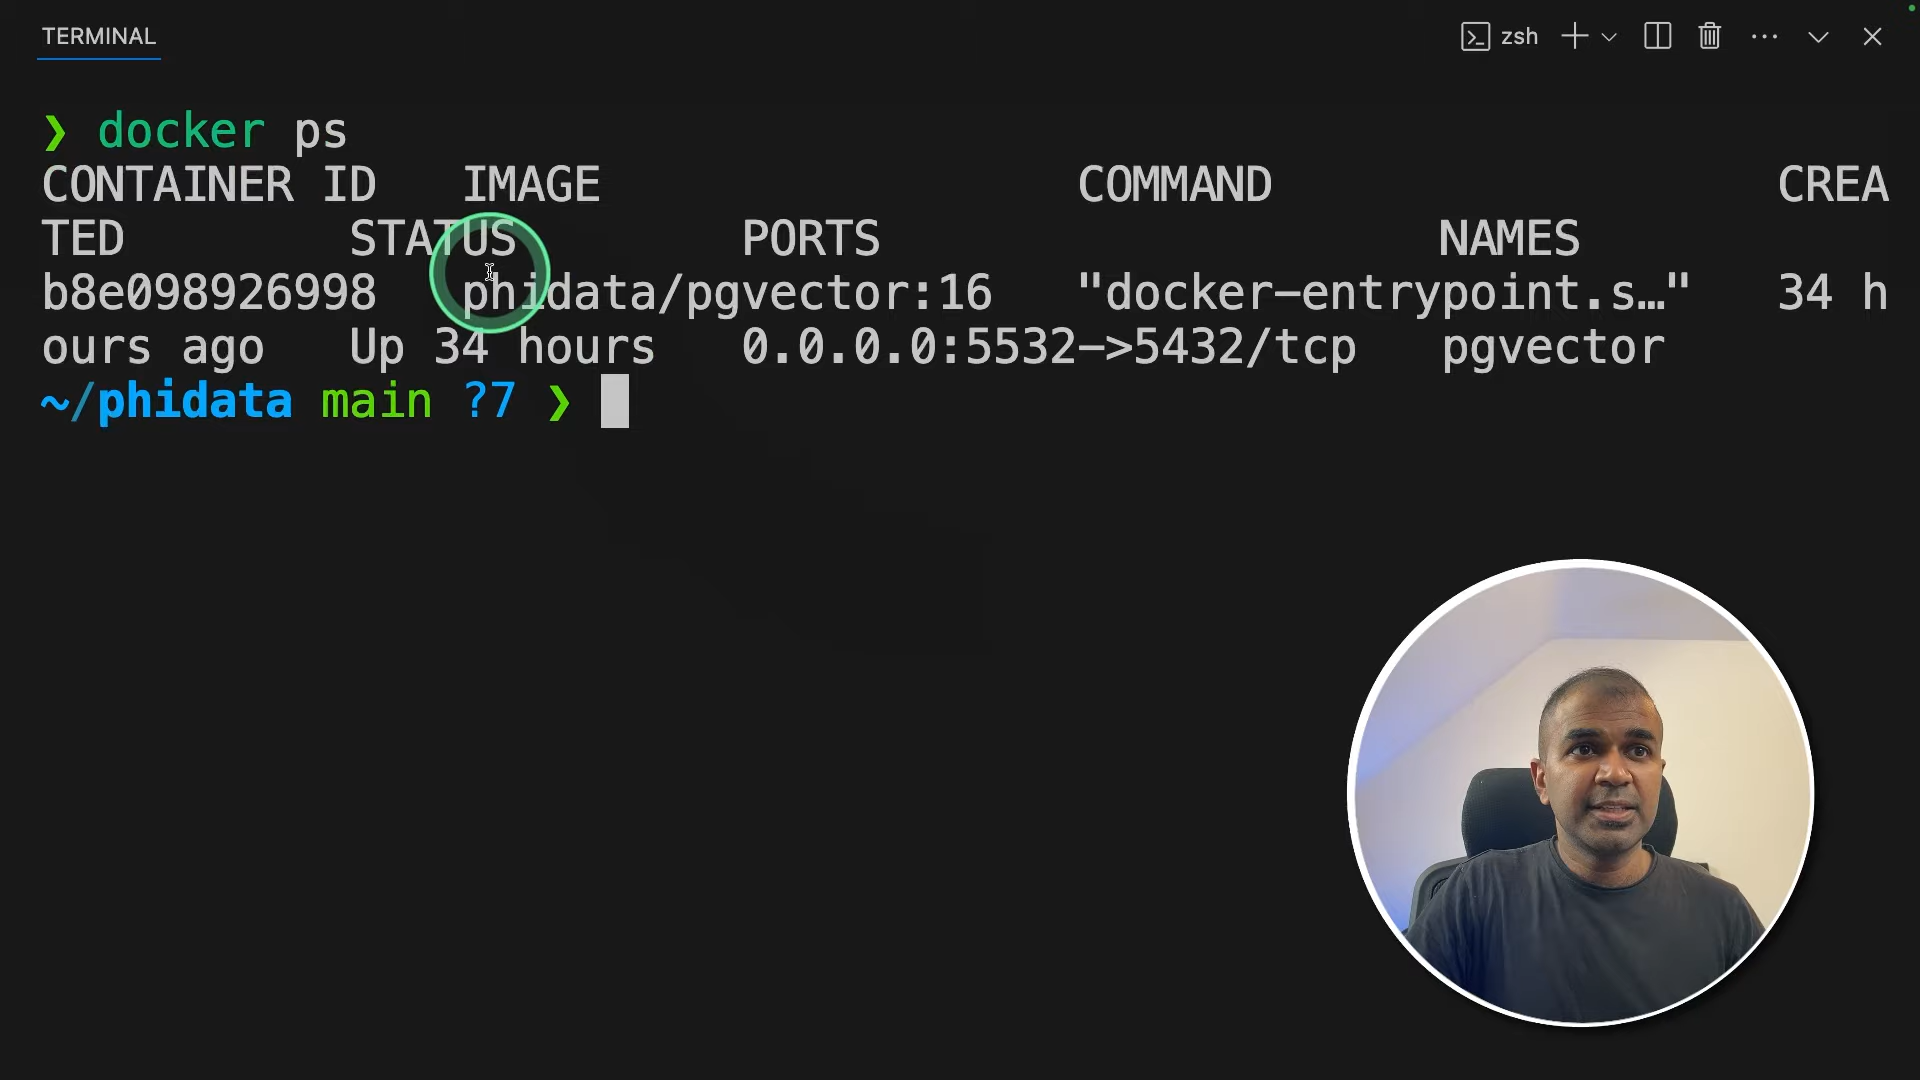 TERMINAL
zsh
❯ docker ps
CONTAINER ID IMAGE COMMAND CREA
TED STATUS PORTS NAMES
b8e098926998 phidata/pgvector:16 "docker-entrypoint.s…" 34 h
ours ago Up 34 hours 0.0.0.0:5532->5432/tcp pgvector
~/phidata main ?7 ❯